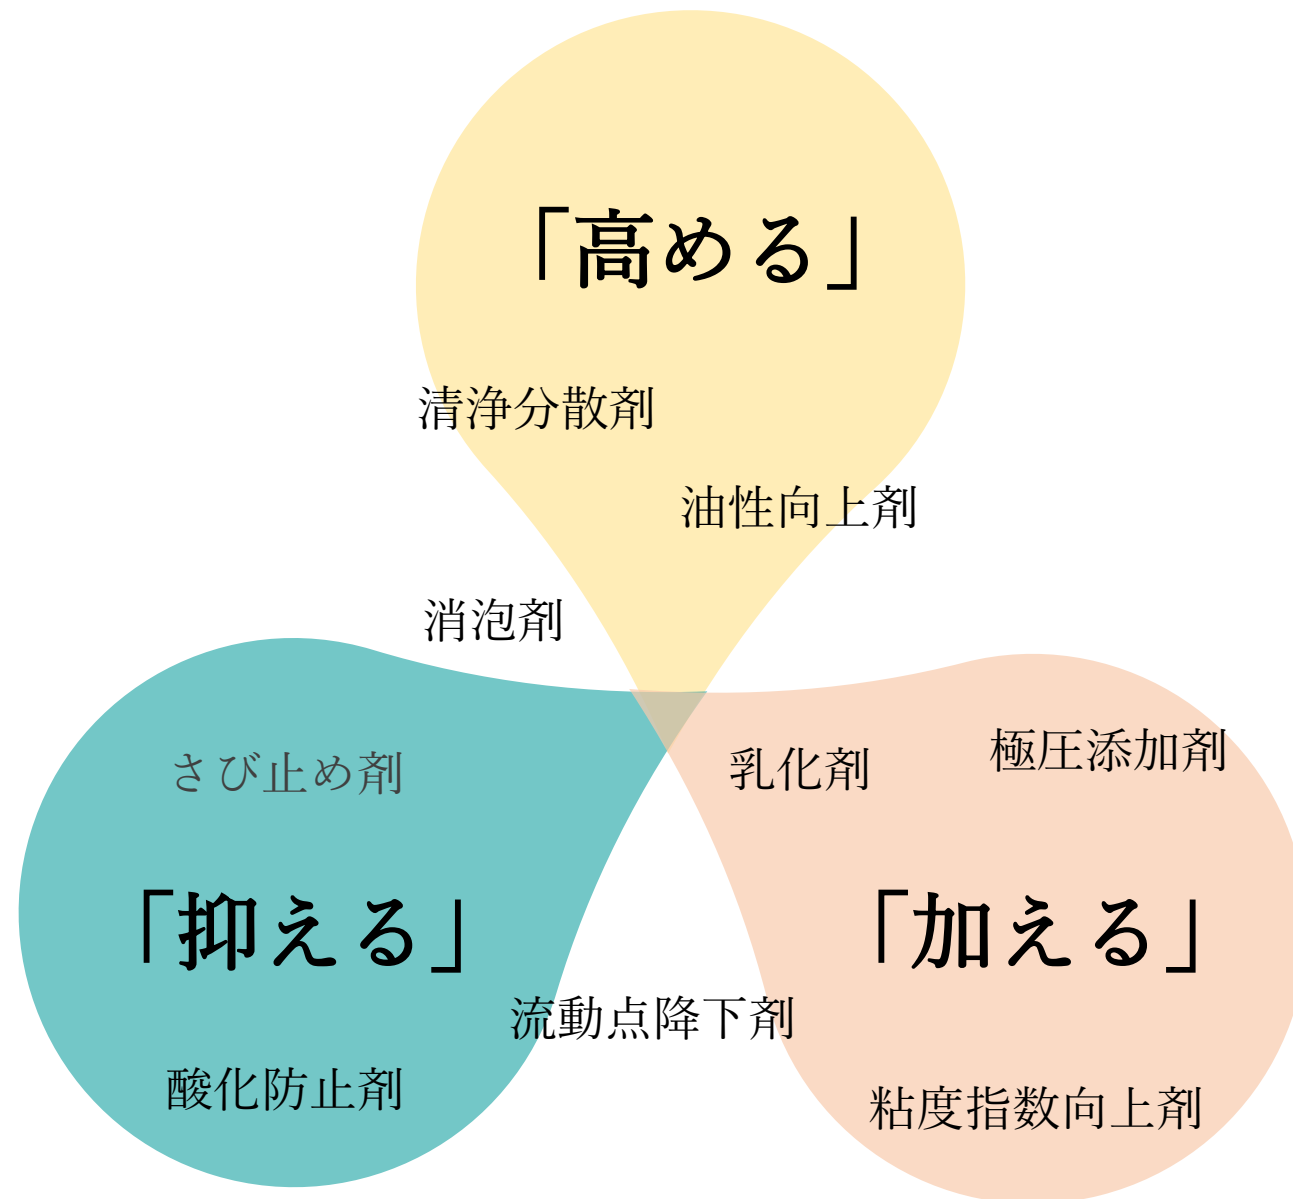 「高める」
清浄分散剤
油性向上剤
消泡剤
さび止め剤
「抑える」
酸化防止剤
流動点降下剤
乳化剤
極圧添加剤
「加える」
粘度指数向上剤